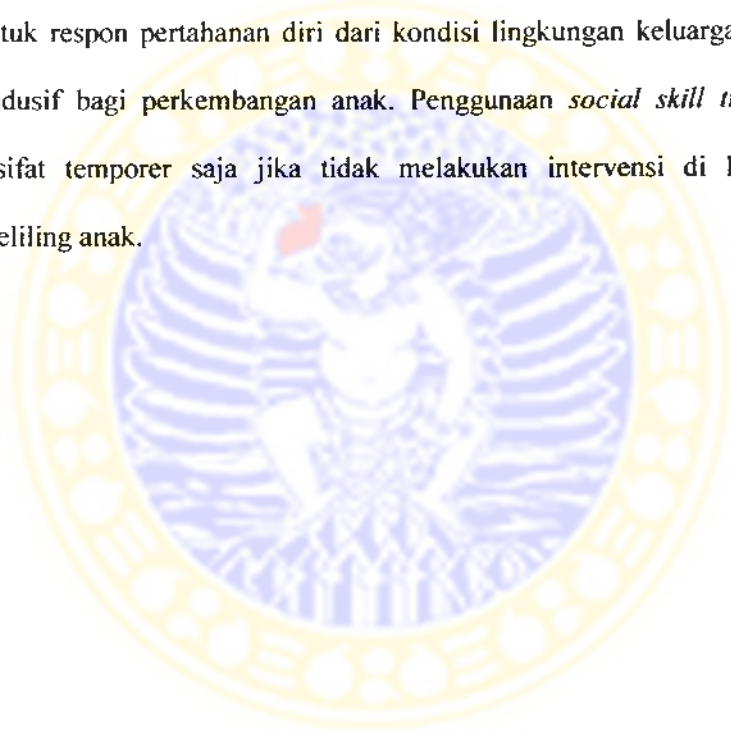 tuk respon pertahanan diri dari kondisi lingkungan keluarga
dusif bagi perkembangan anak. Penggunaan social skill
sifat temporer saja jika tidak melakukan intervensi di
eliling anak.